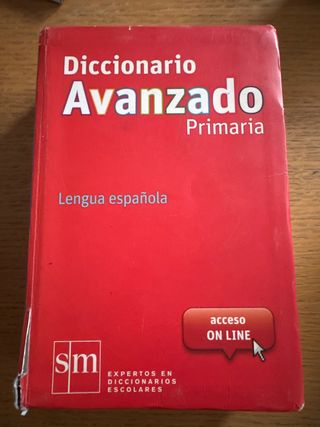 Diccionario
Avanzado
Primaria
Lengua española
acceso
ON LINE
sm
EXPERTOS EN
DICCIONARIOS
ESCOLARES